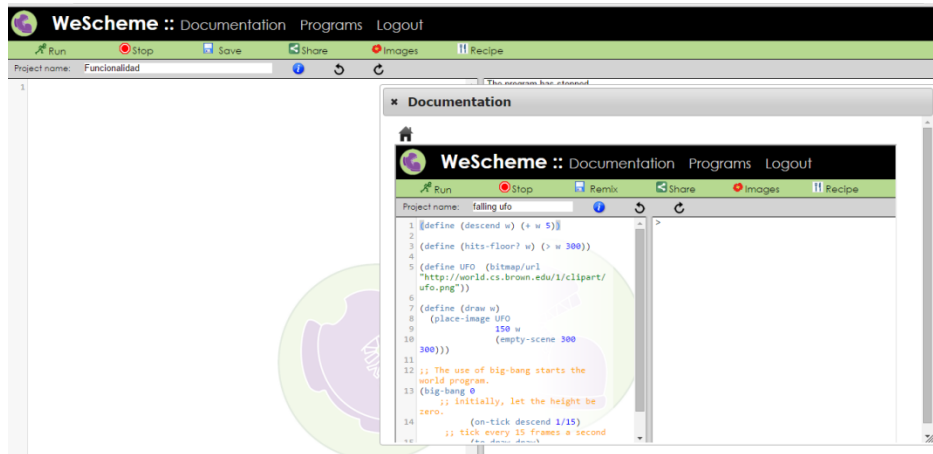 WeScheme :: Documentation Programs Logout
Run Stop Save Share Images Recipe
Project name: Funcionalidad
1
The program has stopped
× Documentation
WeScheme :: Documentation Programs Logout
Run Stop Remix Share Images Recipe
Project name: falling ufo
1 (define (descend w) (+ w 5))
2
3 (define (hits-floor? w) (> w 300))
4
5 (define UFO (bitmap/url
"http://world.cs.brown.edu/1/clipart/
ufo.png"))
6
7 (define (draw w)
8 (place-image UFO
9 150 w
10 (empty-scene 300
300)))
11
12 ;; The use of big-bang starts the
world program.
13 (big-bang 0
;; initially, let the height be
zero.
14 (on-tick descend 1/15)
;; tick every 15 frames a second
15 (to-draw draw)
>